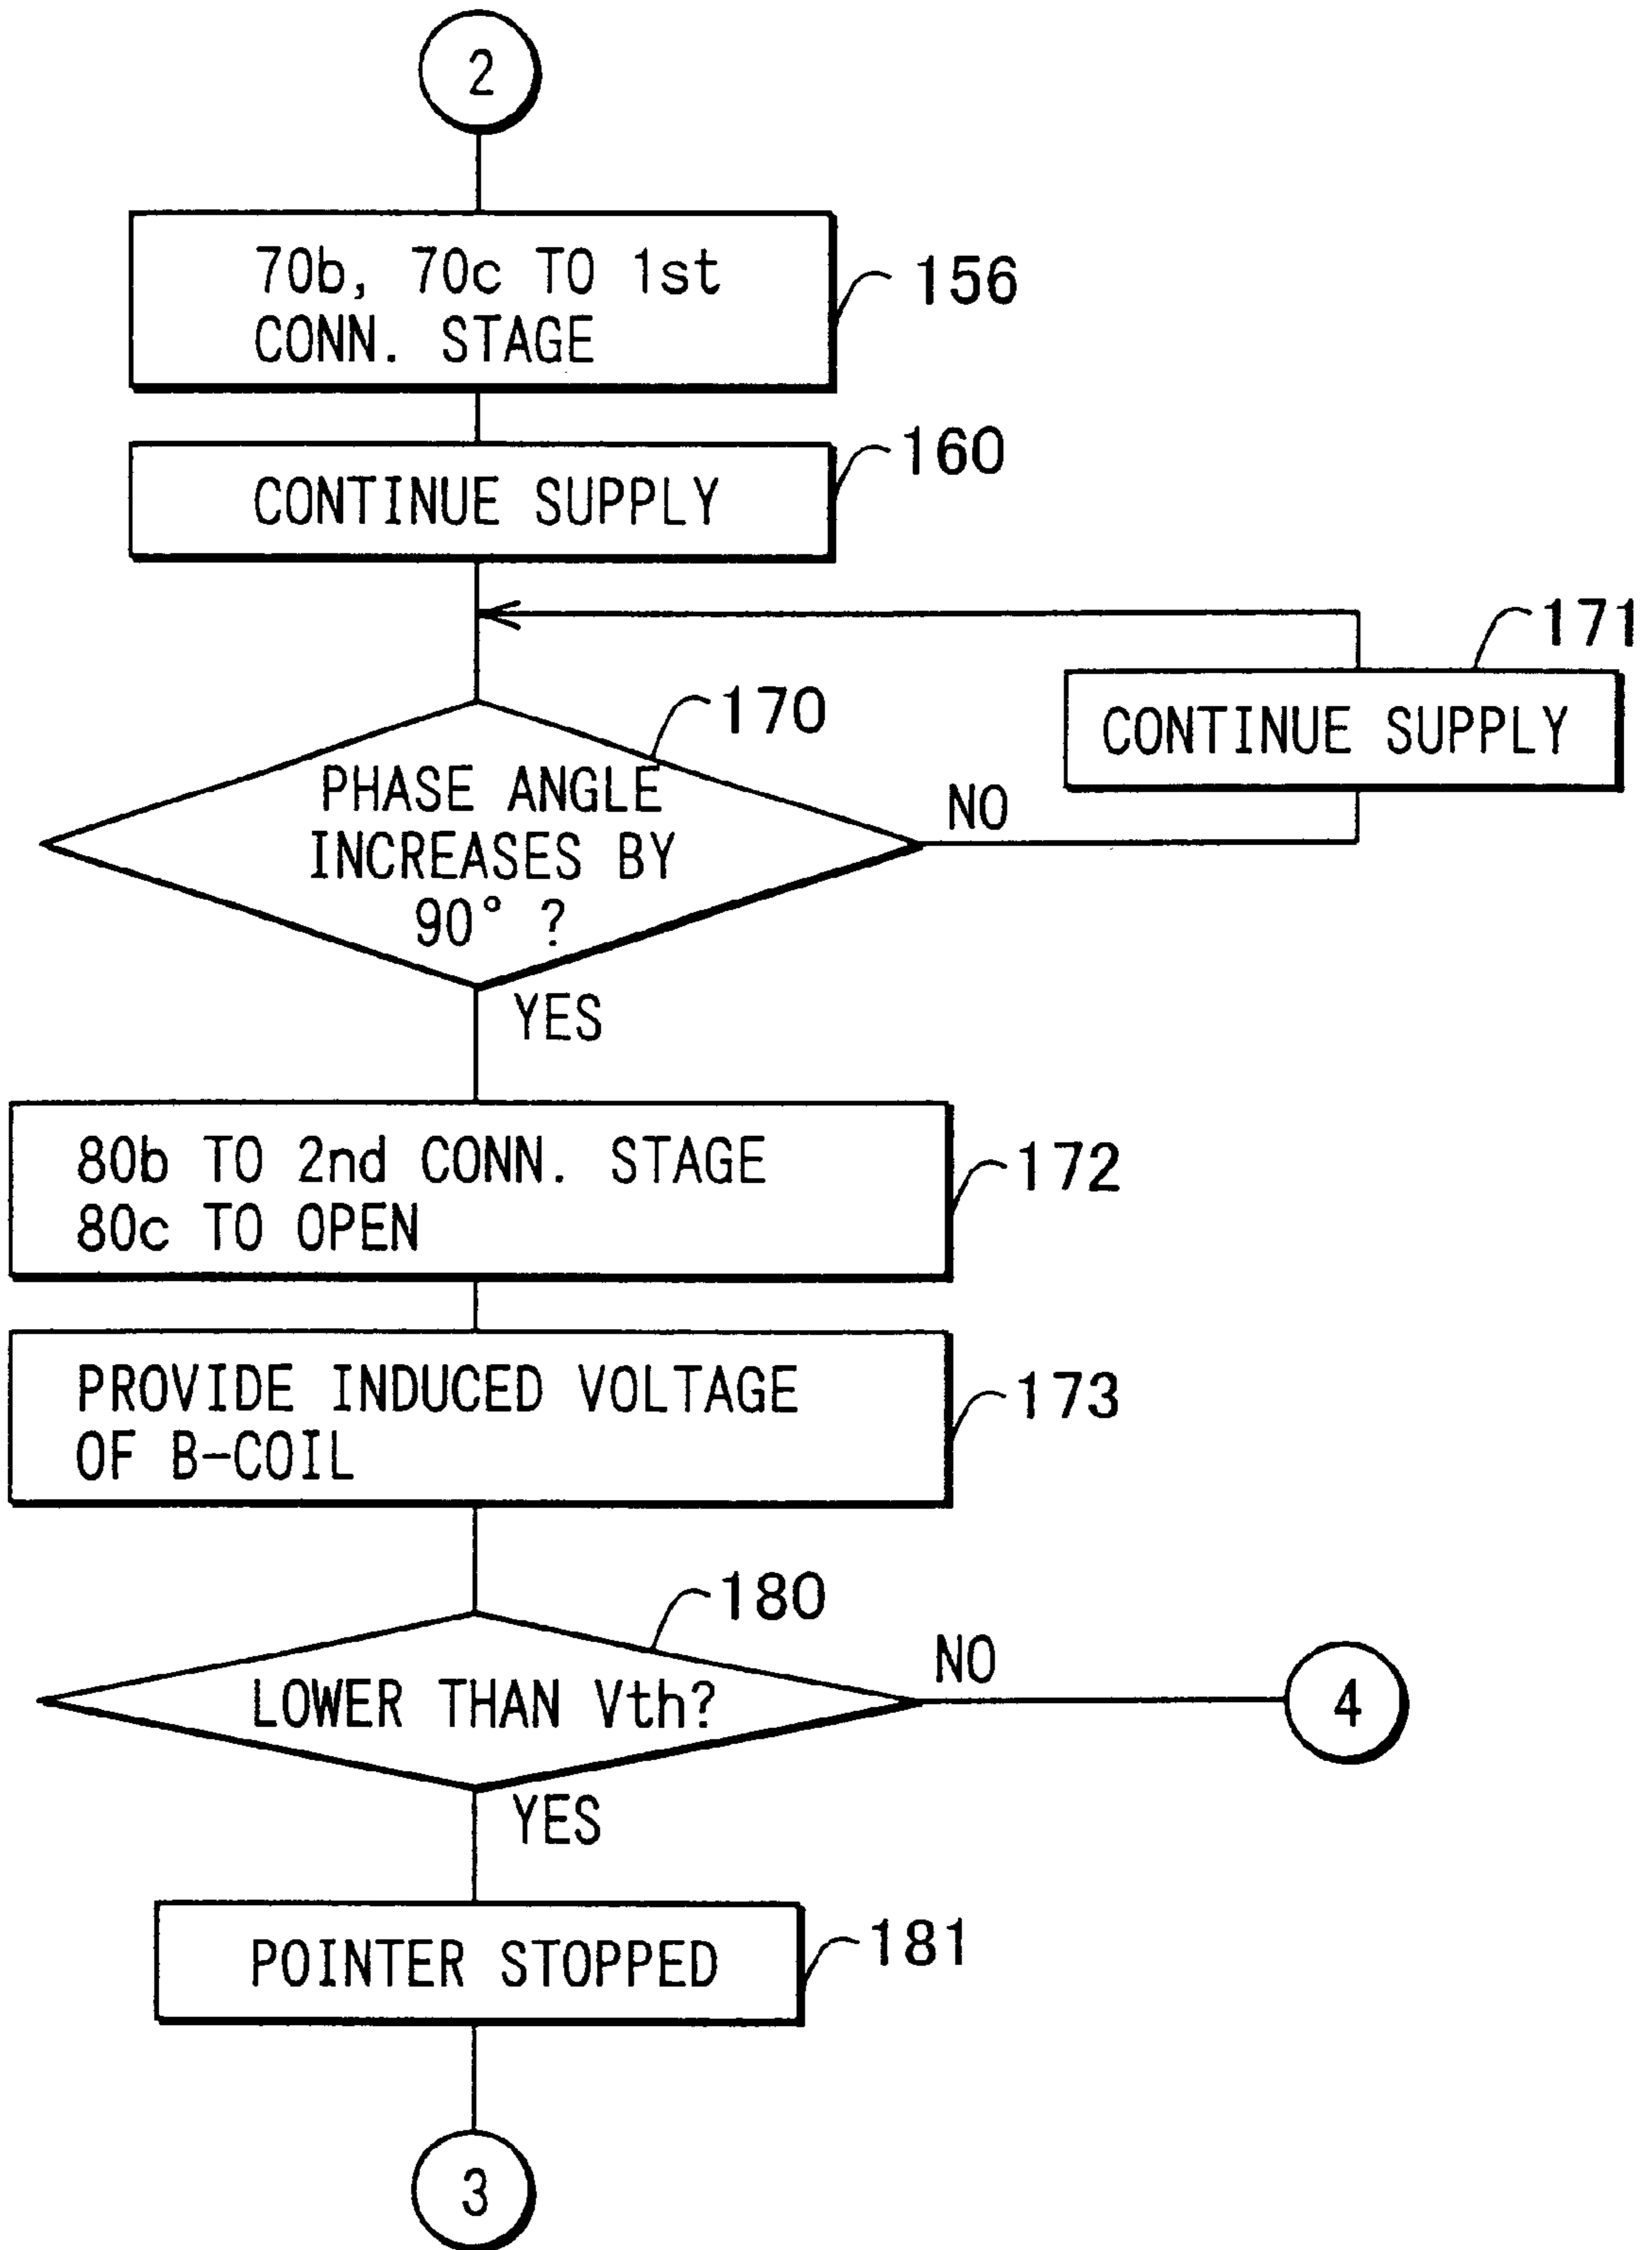 2
70b, 70c TO 1st
CONN. STAGE
156
CONTINUE SUPPLY
160
171
CONTINUE SUPPLY
170
PHASE ANGLE
INCREASES BY
90° ?
NO
YES
80b TO 2nd CONN. STAGE
80c TO OPEN
172
PROVIDE INDUCED VOLTAGE
OF B-COIL
173
180
LOWER THAN Vth?
NO
4
YES
POINTER STOPPED
181
3